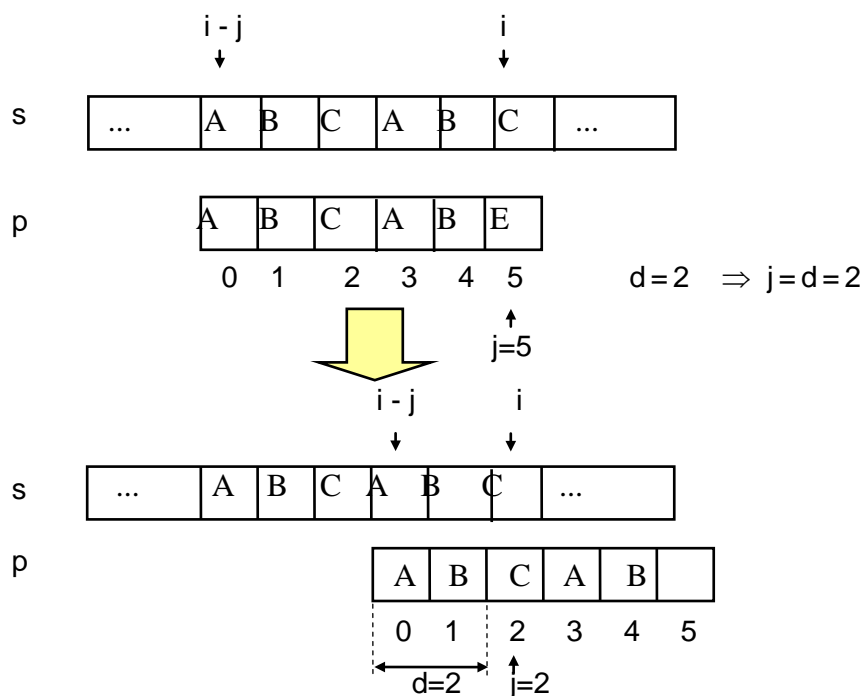 i - j i
s ... A B C A B C ...
p A B C A B E
0 1 2 3 4 5 d = 2 ⇒ j = d = 2
j=5
i - j i
s ... A B C A B C ...
p A B C A B
0 1 2 3 4 5
d=2 j=2